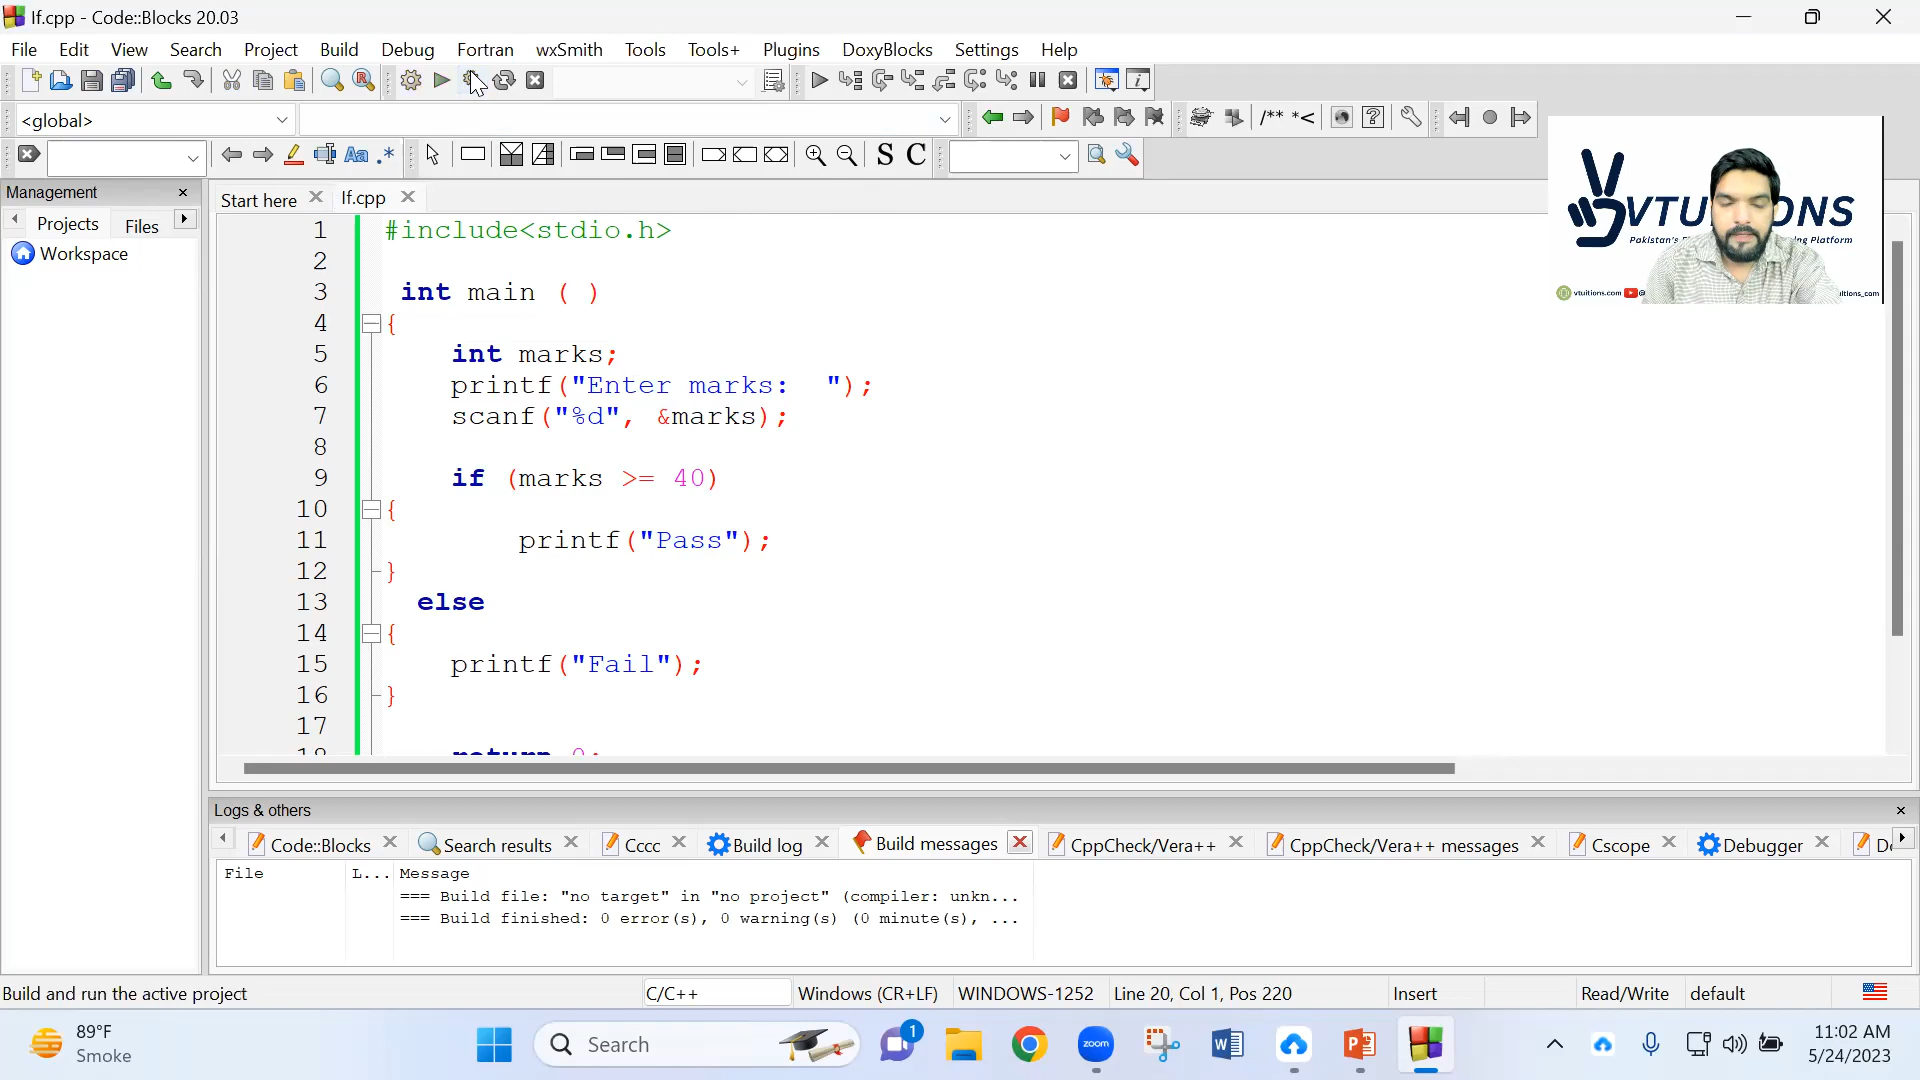 If.cpp - Code::Blocks 20.03
File Edit View Search Project Build Debug Fortran wxSmith Tools Tools+ Plugins DoxyBlocks Settings Help
<global>
/** *<
Aa .* S C
Management
Projects Files
Workspace
Start here If.cpp
1 #include<stdio.h>
2
3 int main ( )
4 {
5 int marks;
6 printf("Enter marks:  ");
7 scanf("%d", &marks);
8
9 if (marks >= 40)
10 {
11 printf("Pass");
12 }
13 else
14 {
15 printf("Fail");
16 }
17
18 return 0;
Pakistan's
vtuitions.com
Logs & others
Code::Blocks Search results Cccc Build log Build messages CppCheck/Vera++ CppCheck/Vera++ messages Cscope Debugger
File L... Message
=== Build file: "no target" in "no project" (compiler: unkn...
=== Build finished: 0 error(s), 0 warning(s) (0 minute(s), ...
Build and run the active project C/C++ Windows (CR+LF) WINDOWS-1252 Line 20, Col 1, Pos 220 Insert Read/Write default
89°F
Smoke
Search
1
zoom
11:02 AM
5/24/2023